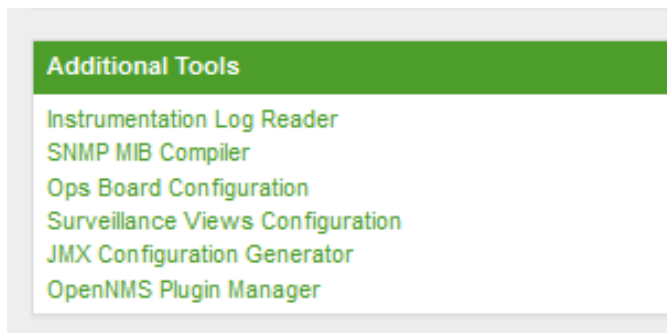 Additional Tools
Instrumentation Log Reader
SNMP MIB Compiler
Ops Board Configuration
Surveillance Views Configuration
JMX Configuration Generator
OpenNMS Plugin Manager